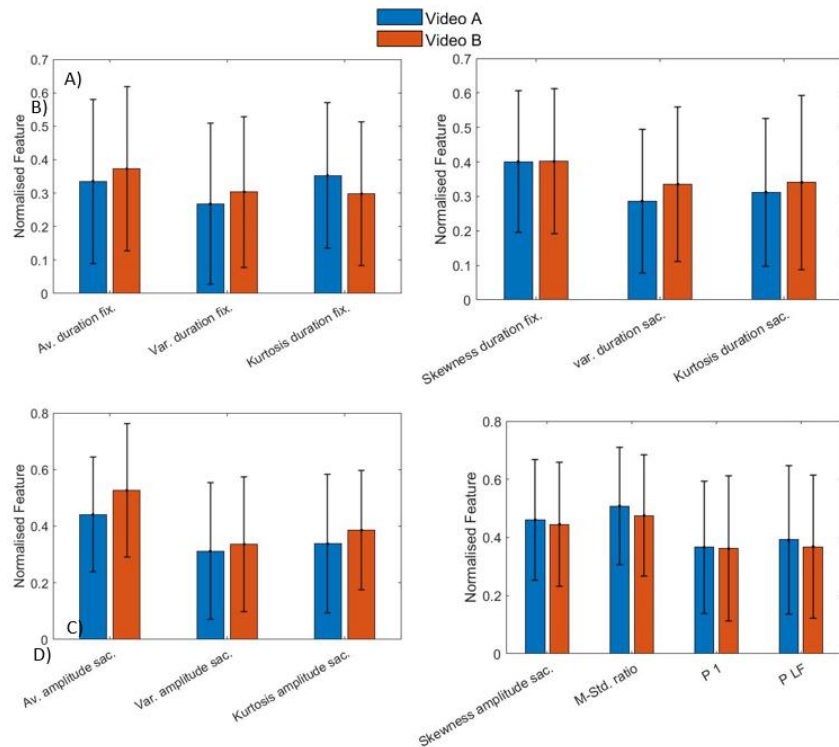 Video A
Video B
A)
B)
0.7
0.6
0.5
0.4
0.3
0.2
0.1
0
Normalised Feature
Av. duration fix.
Var. duration fix.
Kurtosis duration fix.
0.7
0.6
0.5
0.4
0.3
0.2
0.1
0
Normalised Feature
Skewness duration fix.
var. duration sac.
Kurtosis duration sac.
0.8
0.6
0.4
0.2
0
Normalised Feature
C)
D)
Av. amplitude sac.
Var. amplitude sac.
Kurtosis amplitude sac.
0.8
0.6
0.4
0.2
0
Normalised Feature
Skewness amplitude sac.
M-Std. ratio
P 1
P LF